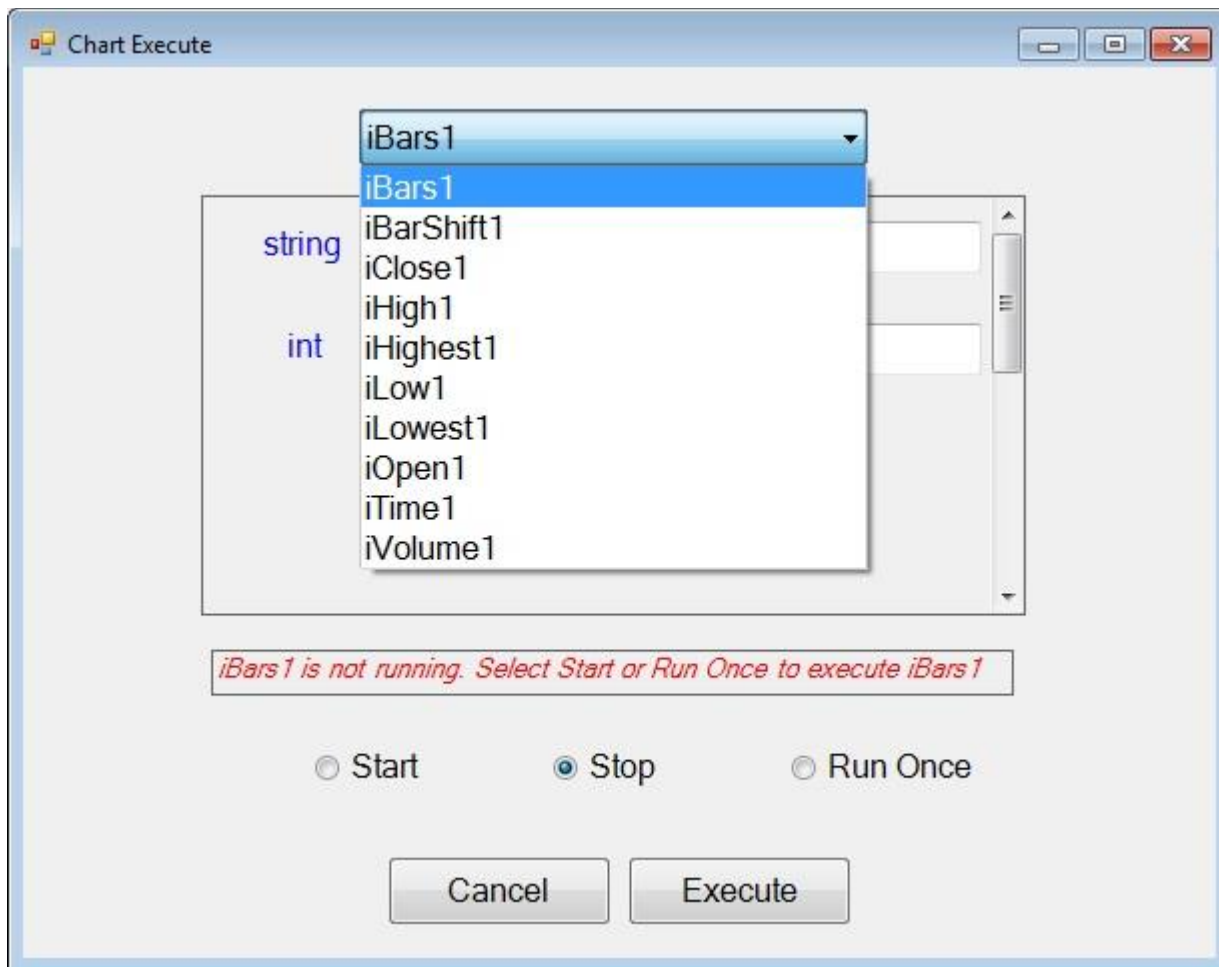 Chart Execute
iBars1
iBars1
string
iBarShift1
iClose1
iHigh1
int
iHighest1
iLow1
iLowest1
iOpen1
iTime1
iVolume1
iBars1 is not running. Select Start or Run Once to execute iBars1
Start Stop Run Once
Cancel Execute